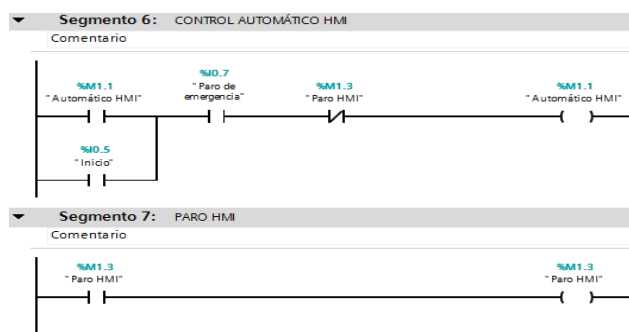 Segmento 6: CONTROL AUTOMÁTICO HMI
Comentario
%M1.1
"Automático HMI"
%I0.7
"Paro de
emergencia"
%M1.3
"Paro HMI"
%M1.1
"Automático HMI"
%I0.5
"Inicio"
Segmento 7: PARO HMI
Comentario
%M1.3
"Paro HMI"
%M1.3
"Paro HMI"